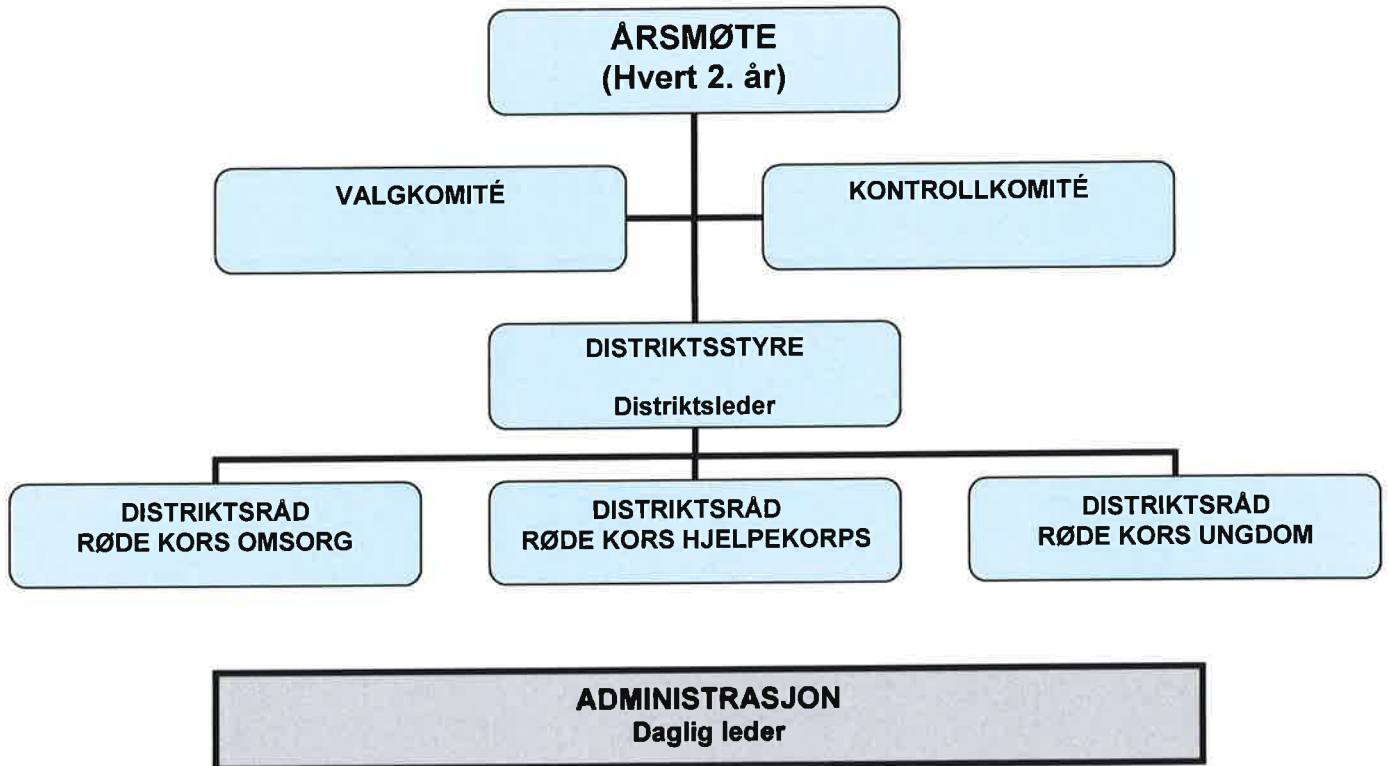 ÅRSMØTE
(Hvert 2. år)
VALGKOMITÉ
KONTROLLKOMITÉ
DISTRIKTSSTYRE
Distriktsleder
DISTRIKTSRÅD
RØDE KORS OMSORG
DISTRIKTSRÅD
RØDE KORS HJELPEKORPS
DISTRIKTSRÅD
RØDE KORS UNGDOM
ADMINISTRASJON
Daglig leder